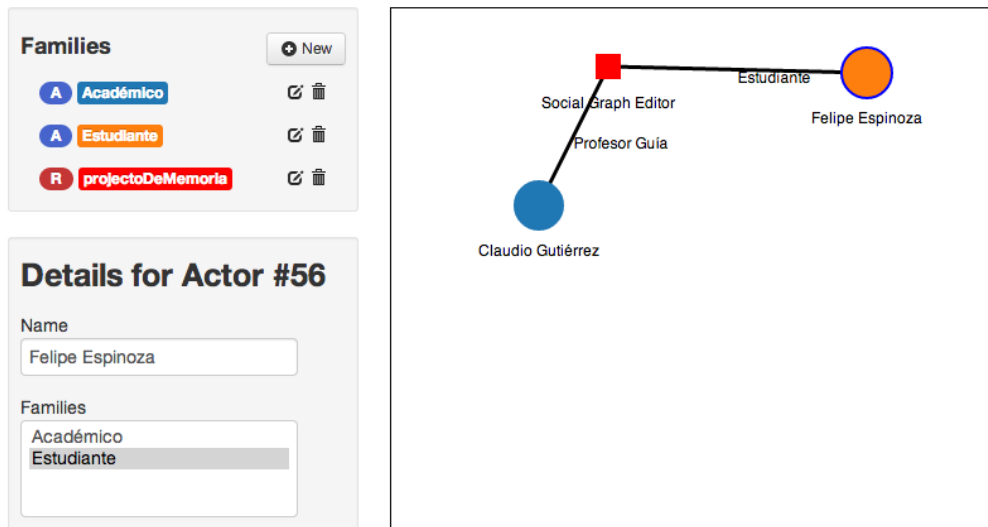 Families
New
A Académico
A Estudiante
R projectoDeMemoria
Details for Actor #56
Name
Felipe Espinoza
Families
Académico
Estudiante
Estudiante
Social Graph Editor
Felipe Espinoza
Profesor Guía
Claudio Gutiérrez